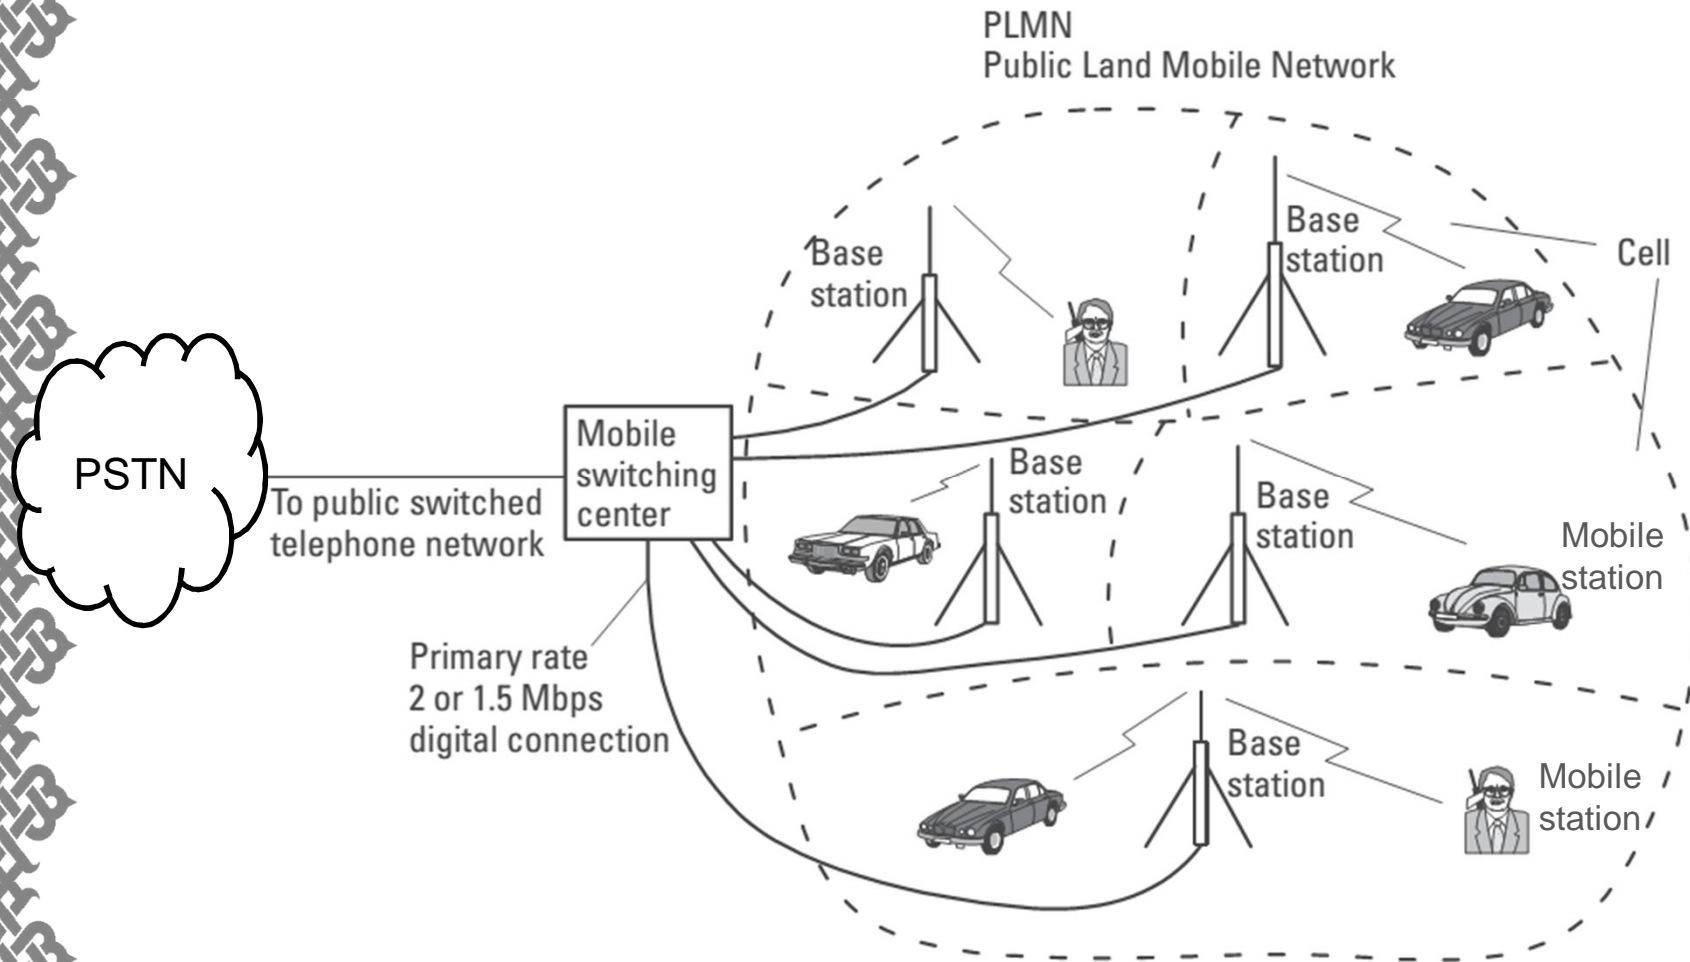 PLMN
Public Land Mobile Network
Base
station
Base
station
Cell
PSTN
To public switched
telephone network
Mobile
switching
center
Base
station
Base
station
Mobile
station
Primary rate
2 or 1.5 Mbps
digital connection
Base
station
Mobile
station